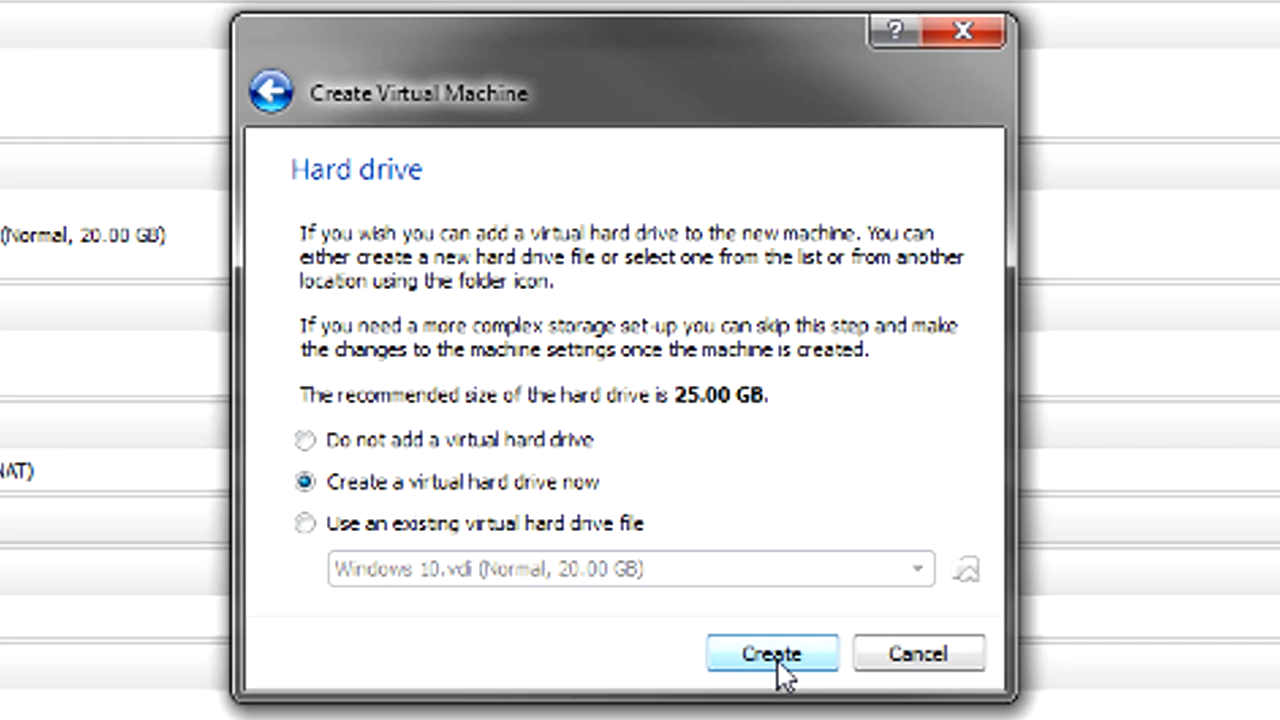 ?
X
Create Virtual Machine
Hard drive
(Normal, 20.00 GB)
If you wish you can add a virtual hard drive to the new machine. You can
either create a new hard drive file or select one from the list or from another
location using the folder icon.
If you need a more complex storage set-up you can skip this step and make
the changes to the machine settings once the machine is created.
The recommended size of the hard drive is 25.00 GB.
Do not add a virtual hard drive
NAT)
Create a virtual hard drive now
Use an existing virtual hard drive file
Windows 10.vdi (Normal, 20.00 GB)
Create
Cancel